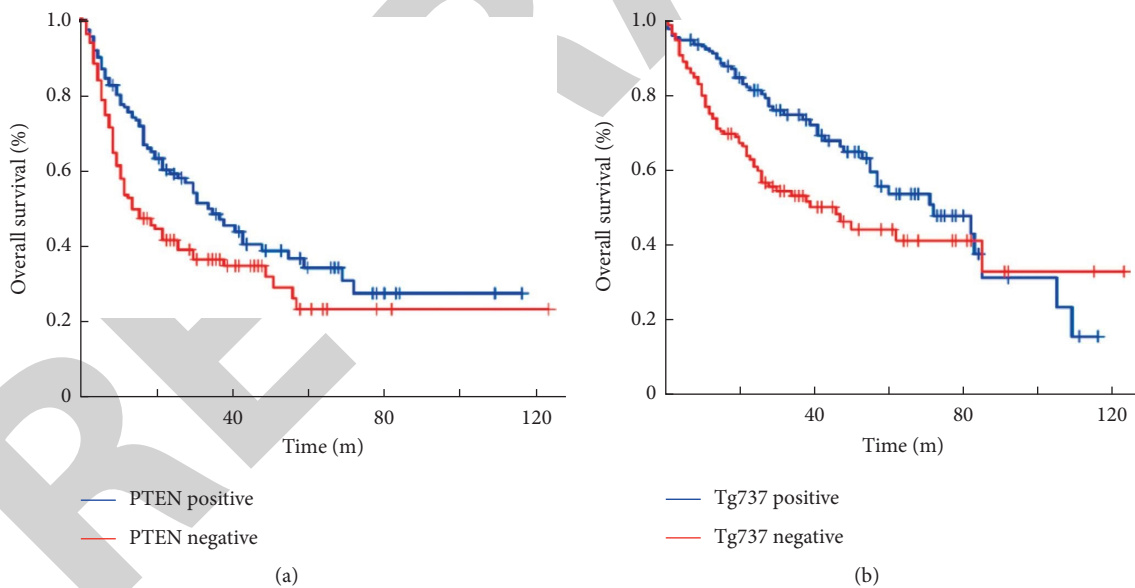 Overall survival (%)
1.0
0.8
0.6
0.4
0.2
0
40
80
120
Time (m)
PTEN positive
PTEN negative
(a)
Overall survival (%)
1.0
0.8
0.6
0.4
0.2
0
40
80
120
Time (m)
Tg737 positive
Tg737 negative
(b)